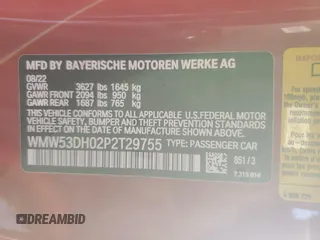 MFD BY BAYERISCHE MOTOREN WERKE AG
08/22
GVWR 3627 lbs 1645 kg
GAWR FRONT 2094 lbs 950 kg
GAWR REAR 1687 lbs 765 kg
THIS VEHICLE CONFORMS TO ALL APPLICABLE
U.S. FEDERAL MOTOR VEHICLE SAFETY,
BUMPER, AND THEFT PREVENTION STANDARDS
IN EFFECT ON THE DATE OF MANUFACTURE
SHOWN ABOVE.
WMW53DH02P2T29755 TYPE: PASSENGER CAR
851 / 3
DREAMBID